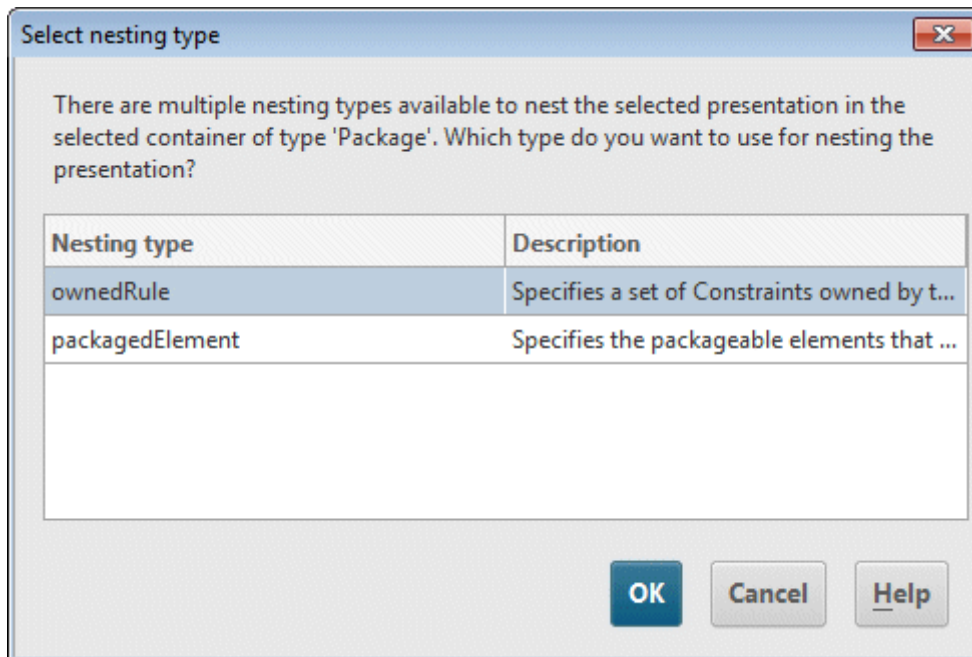 Select nesting type
There are multiple nesting types available to nest the selected presentation in the
selected container of type 'Package'. Which type do you want to use for nesting the
presentation?
Nesting type Description
ownedRule Specifies a set of Constraints owned by t...
packagedElement Specifies the packageable elements that ...
OK Cancel Help